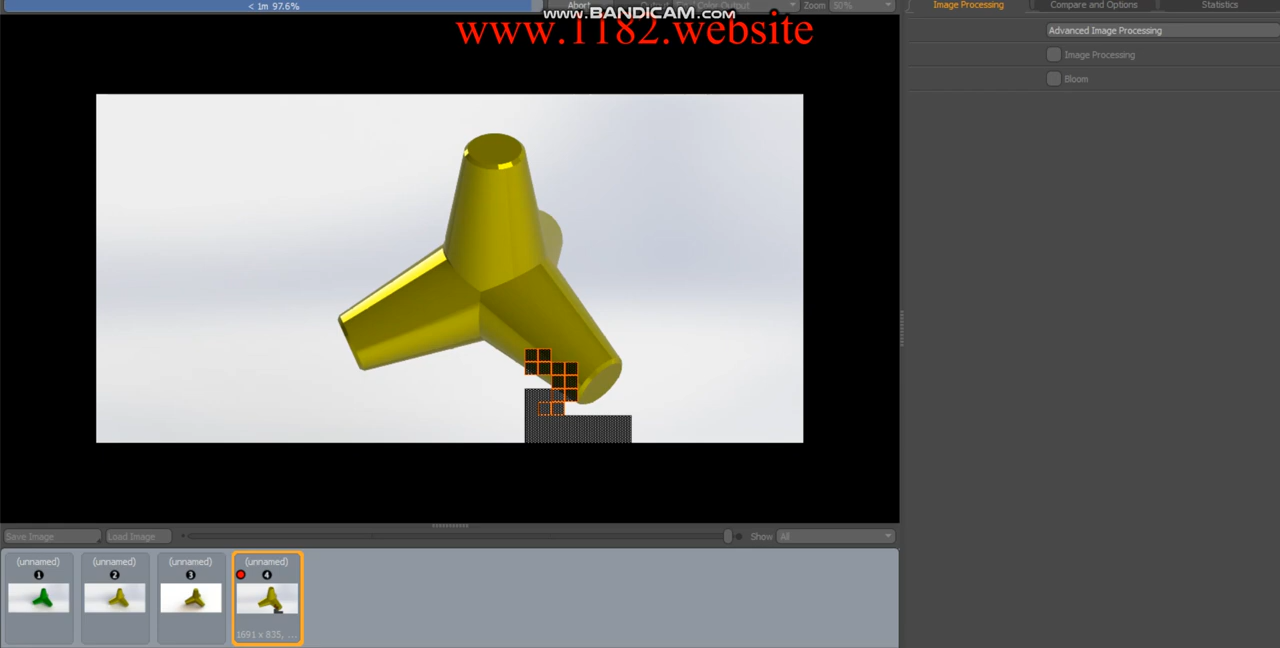 < 1m 97.6%
Abort
Zoom 50%
www.BANDICAM.com
www.1182.website
Image Processing
Compare and Options
Statistics
Advanced Image Processing
Image Processing
Bloom
Save Image
Load Image
Show All
(unnamed) (unnamed) (unnamed) (unnamed)
1 2 3 4
1691 x 835, ...